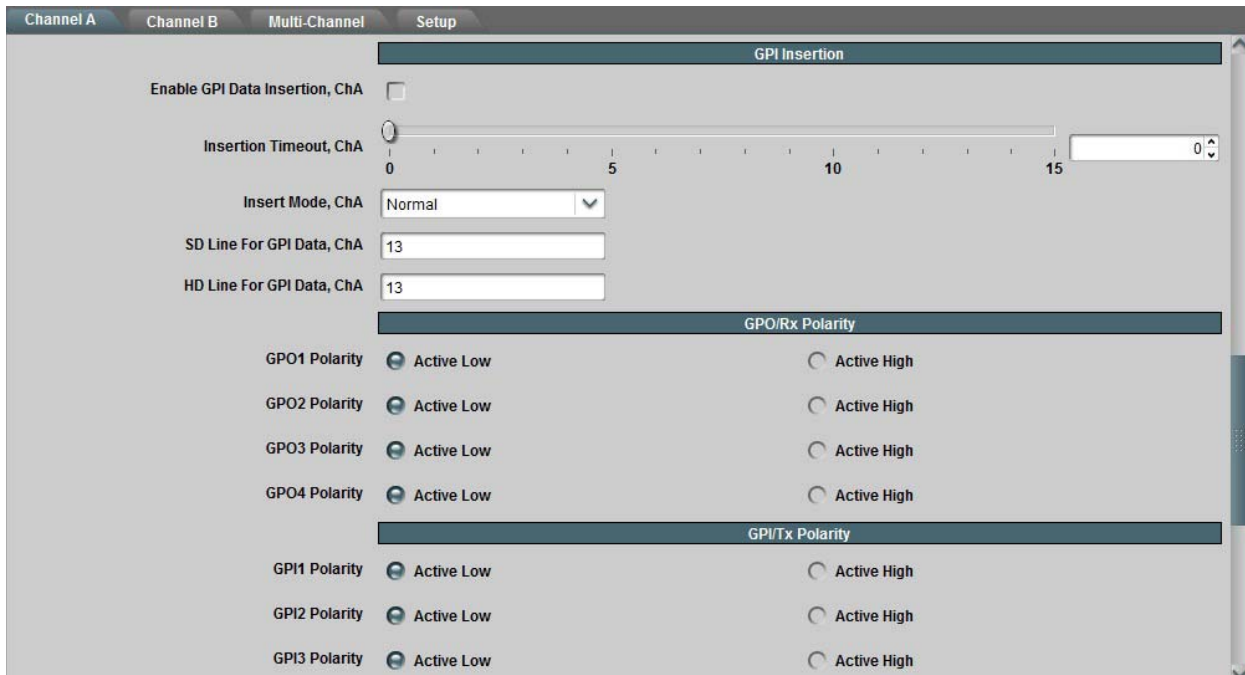 Channel A Channel B Multi-Channel Setup
GPI Insertion
Enable GPI Data Insertion, ChA
Insertion Timeout, ChA 0
0 5 10 15
Insert Mode, ChA Normal
SD Line For GPI Data, ChA 13
HD Line For GPI Data, ChA 13
GPO/Rx Polarity
GPO1 Polarity Active Low Active High
GPO2 Polarity Active Low Active High
GPO3 Polarity Active Low Active High
GPO4 Polarity Active Low Active High
GPI/Tx Polarity
GPI1 Polarity Active Low Active High
GPI2 Polarity Active Low Active High
GPI3 Polarity Active Low Active High